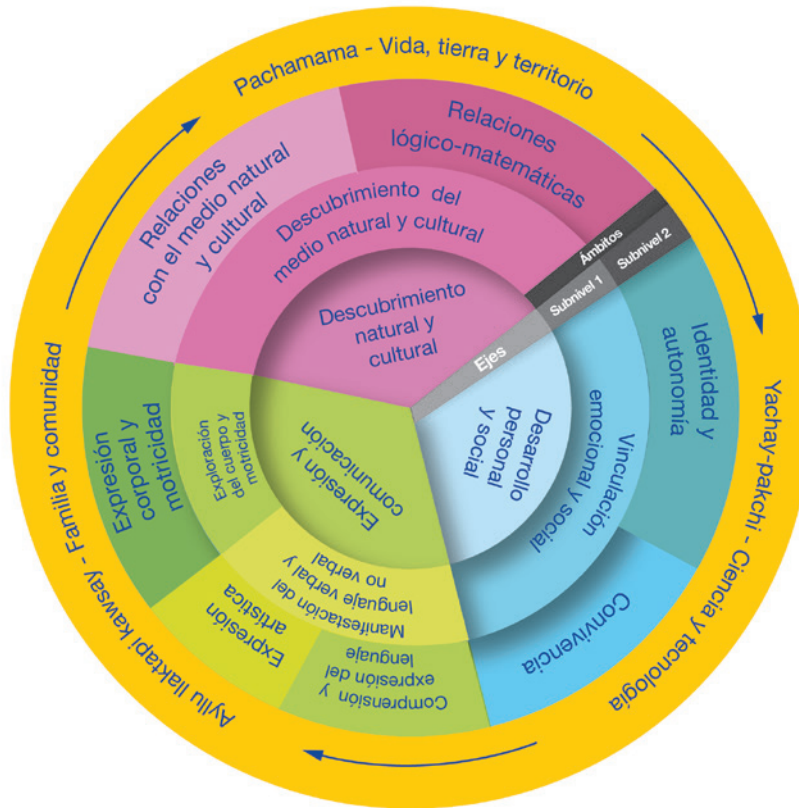 Pachamama - Vida, tierra y territorio
Relaciones
lógico-matemáticas
Relaciones
con el medio natural
y cultural
Descubrimiento del
medio natural y cultural
Descubrimiento
natural y
cultural
Ámbitos
Subnivel 1
Subnivel 2
Ejes
Identidad y
autonomía
Vinculación
emocional y social
Desarrollo
personal
y social
Convivencia
Yachay-pakchi - Ciencia y tecnología
Expresión y
comunicación
Exploración
del cuerpo y
motricidad
Expresión
corporal y
motricidad
Manifestación del
lenguaje verbal y
no verbal
Expresión
artística
Comprensión y
expresión del
lenguaje
Ayllu llaktapi kawsay - Familia y comunidad